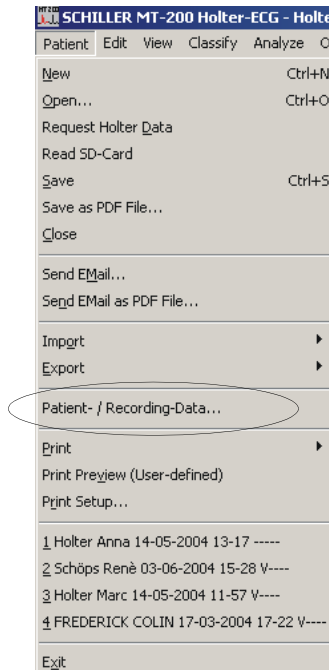 MT-200
SCHILLER MT-200 Holter-ECG - Holte
Patient Edit View Classify Analyze O
New Ctrl+N
Open... Ctrl+O
Request Holter Data
Read SD-Card
Save Ctrl+S
Save as PDF File...
Close
Send EMail...
Send EMail as PDF File...
Import
Export
Patient- / Recording-Data...
Print
Print Preview (User-defined)
Print Setup...
1 Holter Anna 14-05-2004 13-17 -----
2 Schöps Renè 03-06-2004 15-28 V----
3 Holter Marc 14-05-2004 11-57 V----
4 FREDERICK COLIN 17-03-2004 17-22 V----
Exit